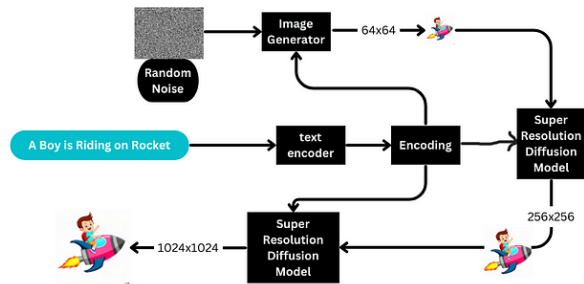 Image
Generator
64x64
Random
Noise
Super
Resolution
Diffusion
Model
A Boy is Riding on Rocket
text
encoder
Encoding
256x256
Super
Resolution
Diffusion
Model
1024x1024